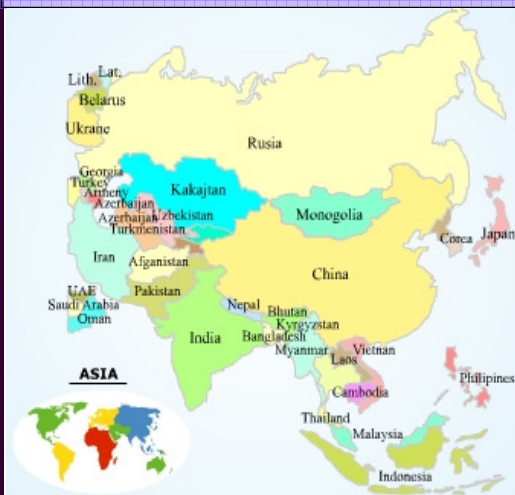 Lat.
Lith.
Belarus
Ukrane
Rusia
Georgia
Turkey
Armeny
Azerbaijan
Azerbaijan
Kakajtan
Uzbekistan
Turkmenistan
Monogolia
Corea
Japan
Iran
Afganistan
China
Pakistan
UAE
Saudi Arabia
Oman
Nepal
Bhutan
Kyrgyzstan
India
Bangladesh
Myanmar
Laos
Vietnan
Cambodia
Thailand
Philipines
Malaysia
Indonesia
ASIA